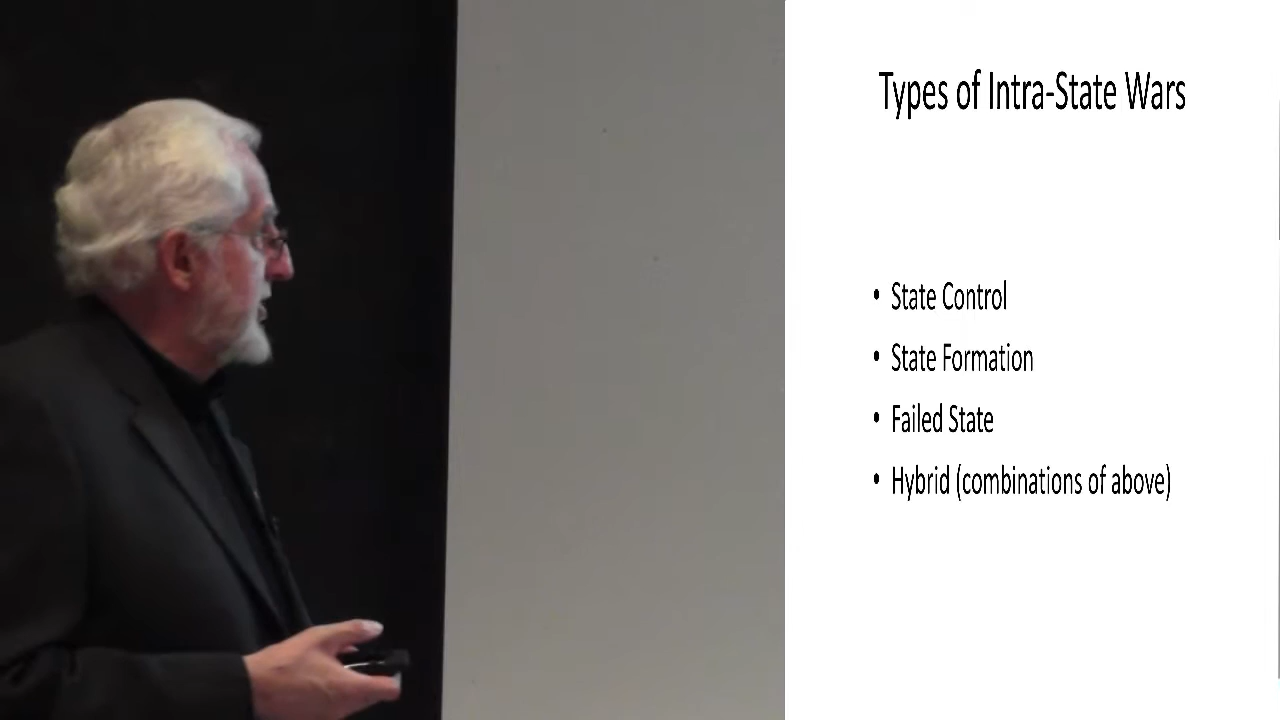 Types of Intra-State Wars
• State Control
• State Formation
• Failed State
• Hybrid (combinations of above)